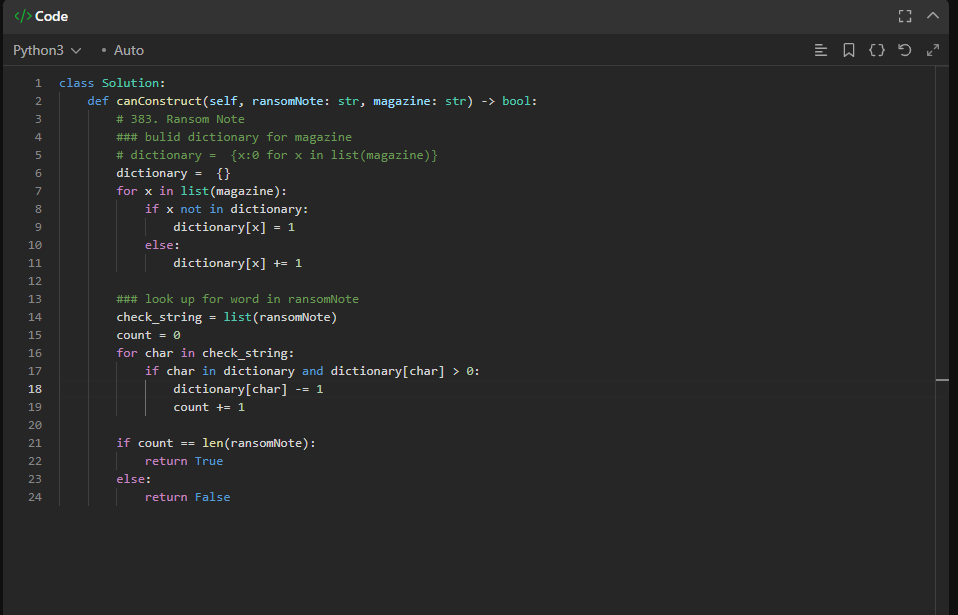 </> Code
Python3 • Auto
1 class Solution:
2     def canConstruct(self, ransomNote: str, magazine: str) -> bool:
3         # 383. Ransom Note
4         ### bulid dictionary for magazine
5         # dictionary =  {x:0 for x in list(magazine)}
6         dictionary =  {}
7         for x in list(magazine):
8             if x not in dictionary:
9                 dictionary[x] = 1
10             else:
11                 dictionary[x] += 1
12
13         ### look up for word in ransomNote
14         check_string = list(ransomNote)
15         count = 0
16         for char in check_string:
17             if char in dictionary and dictionary[char] > 0:
18                 dictionary[char] -= 1
19                 count += 1
20
21         if count == len(ransomNote):
22             return True
23         else:
24             return False